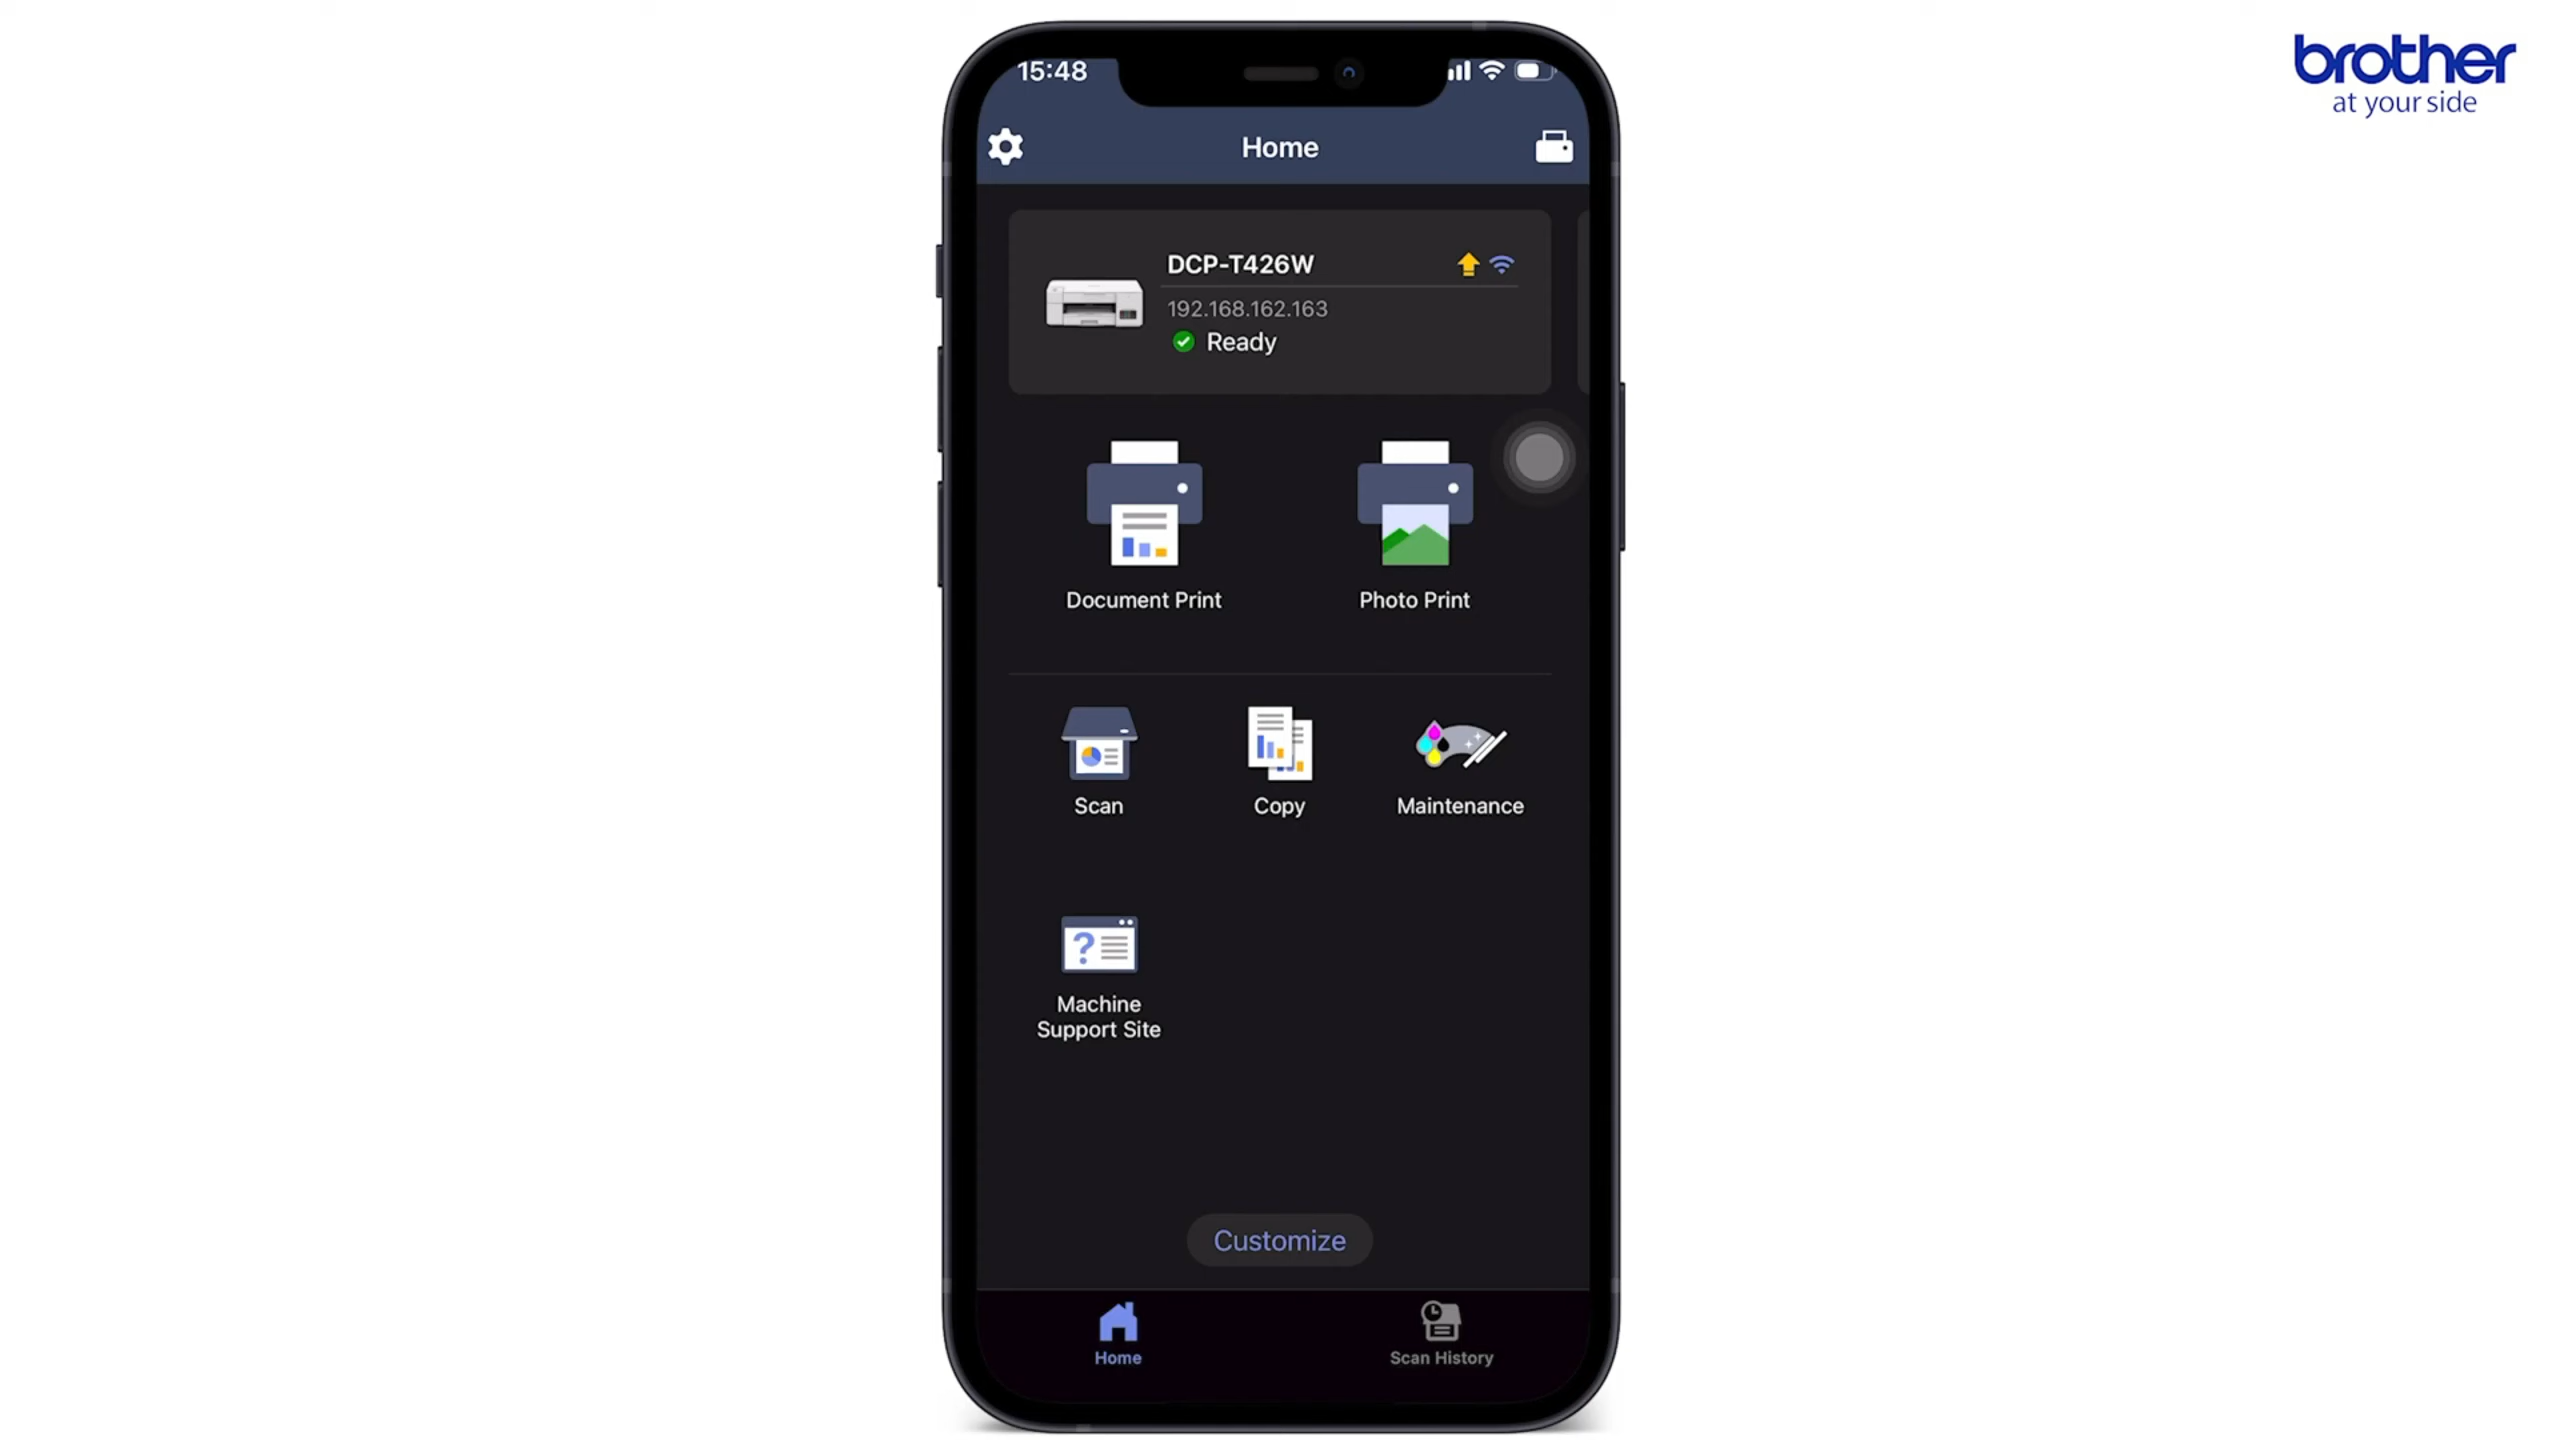 brother
at your side
15:48
Home
DCP-T426W
192.168.162.163
Ready
Document Print
Photo Print
Scan
Copy
Maintenance
?
Machine
Support Site
Customize
Home
Scan History